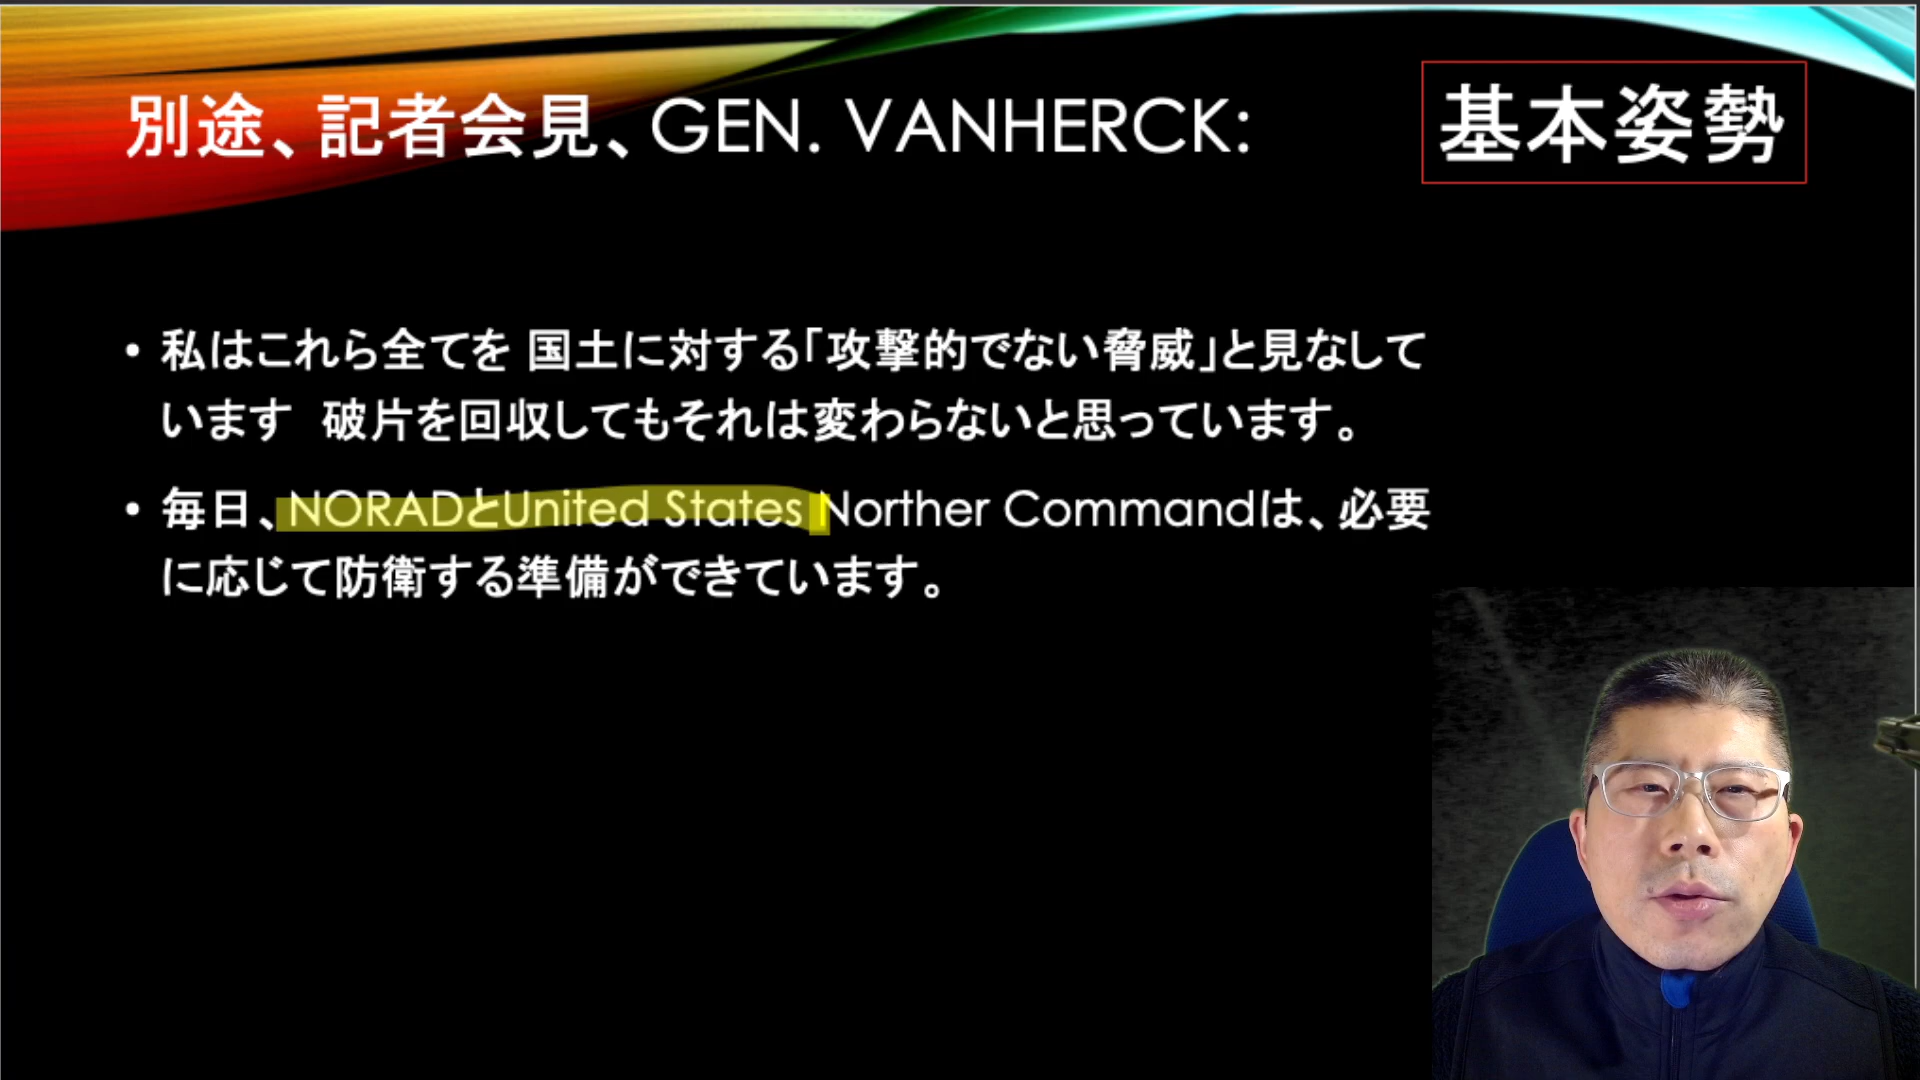 別途、記者会見、GEN. VANHERCK:
基本姿勢
• 私はこれら全てを 国土に対する「攻撃的でない脅威」と見なして
います　破片を回収してもそれは変わらないと思っています。
• 毎日、NORADとUnited States Norther Commandは、必要
に応じて防衛する準備ができています。